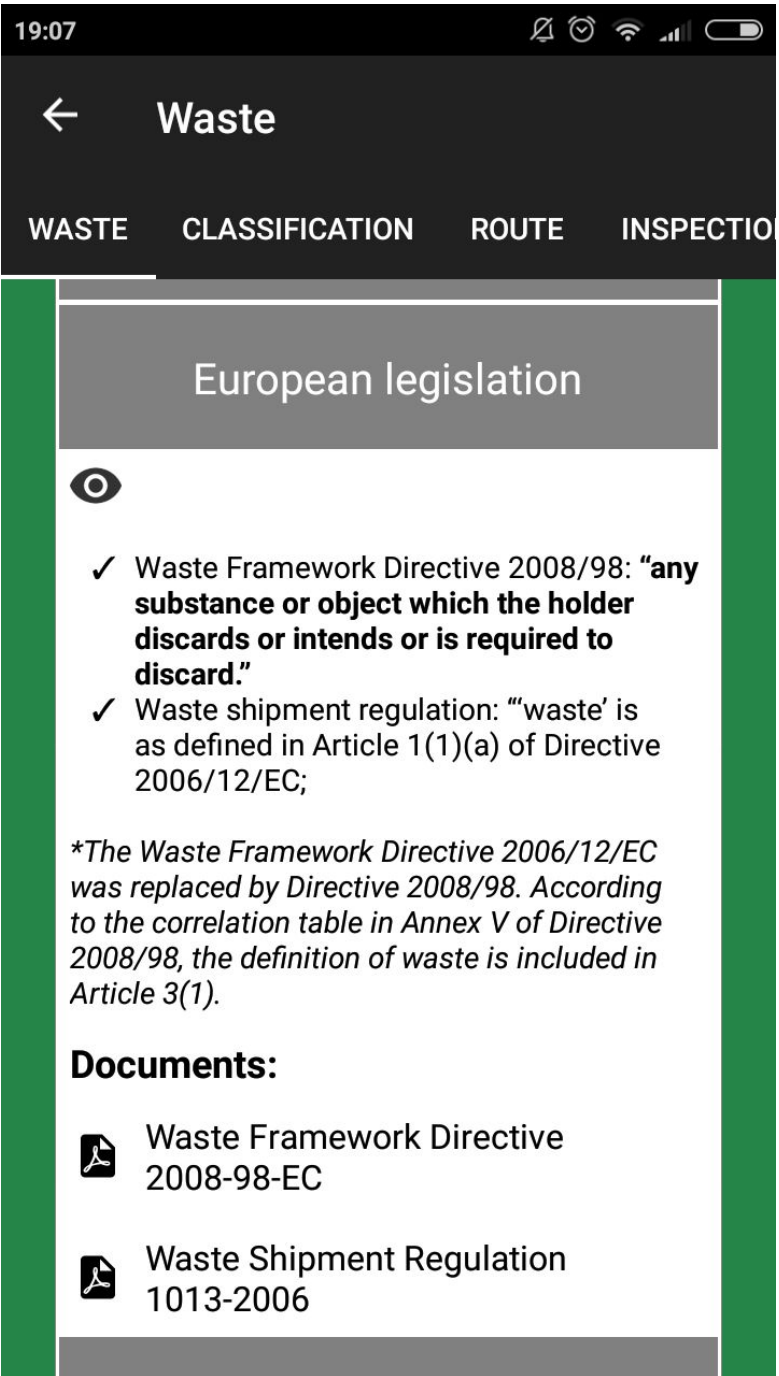 19:07
Waste
WASTE CLASSIFICATION ROUTE INSPECTIO
European legislation
✓ Waste Framework Directive 2008/98: “any
substance or object which the holder
discards or intends or is required to
discard.”
✓ Waste shipment regulation: “‘waste’ is
as defined in Article 1(1)(a) of Directive
2006/12/EC;
*The Waste Framework Directive 2006/12/EC
was replaced by Directive 2008/98. According
to the correlation table in Annex V of Directive
2008/98, the definition of waste is included in
Article 3(1).
Documents:
Waste Framework Directive
2008-98-EC
Waste Shipment Regulation
1013-2006